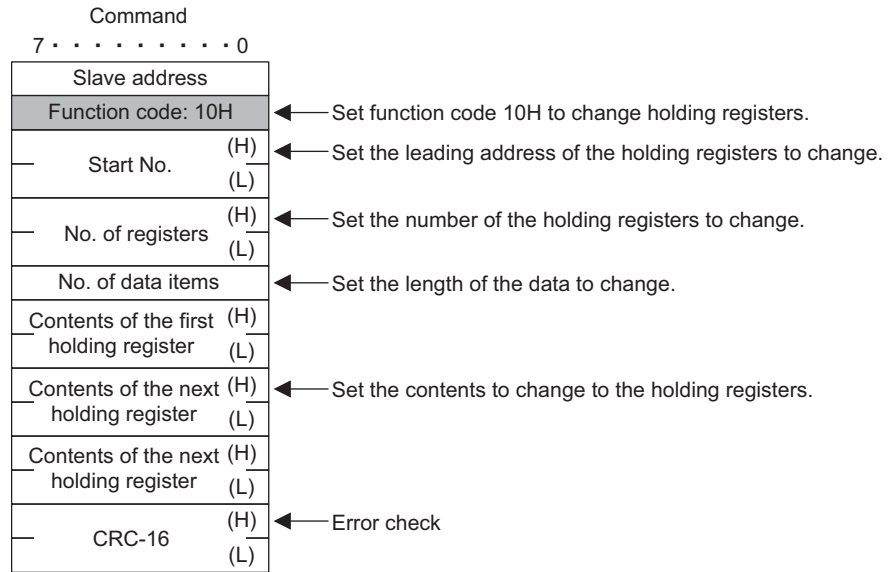 Command
7 · · · · · · · · · 0
Slave address
Function code: 10H
Set function code 10H to change holding registers.
Start No.
(H)
(L)
Set the leading address of the holding registers to change.
No. of registers
(H)
(L)
Set the number of the holding registers to change.
No. of data items
Set the length of the data to change.
Contents of the first (H)
holding register (L)
Contents of the next (H)
holding register (L)
Set the contents to change to the holding registers.
Contents of the next (H)
holding register (L)
CRC-16
(H)
(L)
Error check